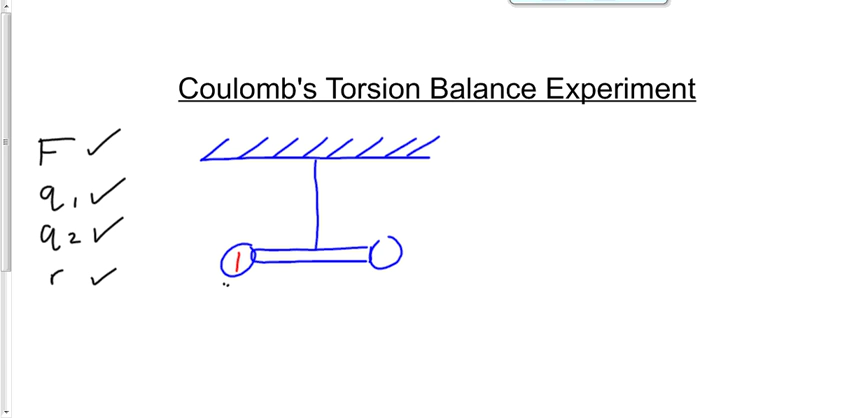 Coulomb's Torsion Balance Experiment
F ✓
q₁ ✓
q₂ ✓
r ✓
1